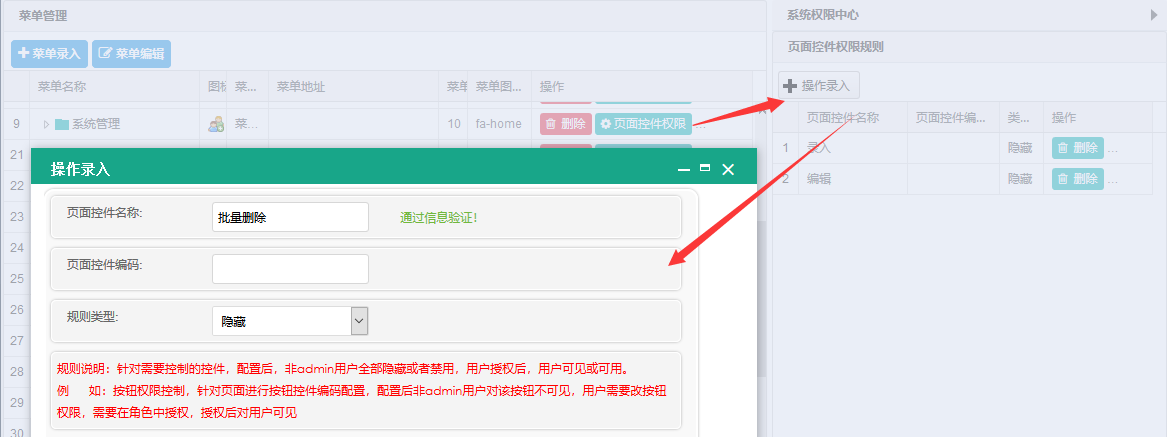 菜单管理
菜单录入 菜单编辑
菜单名称 图标 菜... 菜单地址 菜单 菜单图... 操作
9 系统管理 菜... 10 fa-home 删除 页面控件权限 ...
21
22
23
24
25
26
27
28
29
30
操作录入
页面控件名称: 批量删除 通过信息验证!
页面控件编码:
规则类型: 隐藏
规则说明：针对需要控制的控件，配置后，非admin用户全部隐藏或者禁用，用户授权后，用户可见或可用。
例 如：按钮权限控制，针对页面进行按钮控件编码配置，配置后非admin用户对该按钮不可见，用户需要改按钮
权限，需要在角色中授权，授权后对用户可见
系统权限中心
页面控件权限规则
操作录入
页面控件名称 页面控件编... 类... 操作
1 录入 隐藏 删除 ...
2 编辑 隐藏 删除 ...